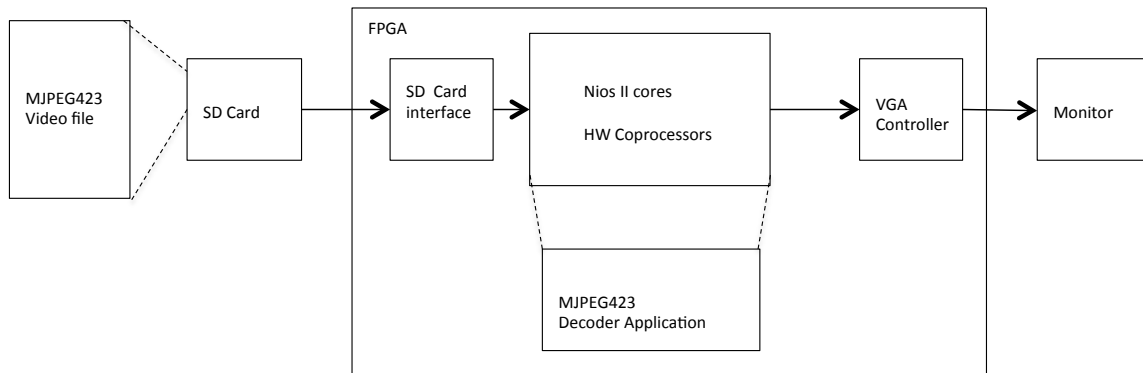 FPGA
MJPEG423
Video file
SD Card
SD Card
interface
Nios II cores
HW Coprocessors
VGA
Controller
Monitor
MJPEG423
Decoder Application